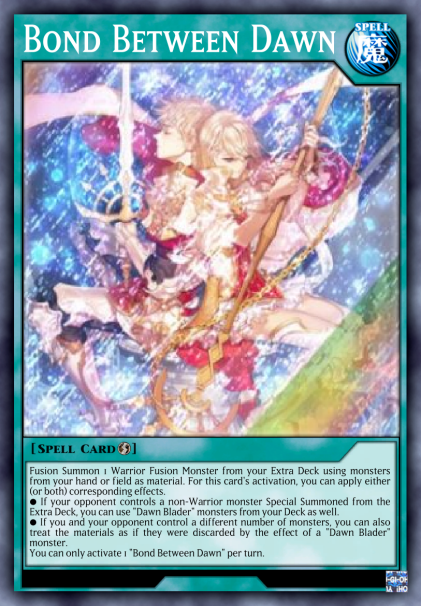 BOND BETWEEN DAWN
SPELL
魔
[SPELL CARD]
Fusion Summon 1 Warrior Fusion Monster from your Extra Deck using monsters
from your hand or field as material. For this card's activation, you can apply either
(or both) corresponding effects.
● If your opponent controls a non-Warrior monster Special Summoned from the
Extra Deck, you can use "Dawn Blader" monsters from your Deck as well.
● If you and your opponent control a different number of monsters, you can also
treat the materials as if they were discarded by the effect of a "Dawn Blader"
monster.
You can only activate 1 "Bond Between Dawn" per turn.